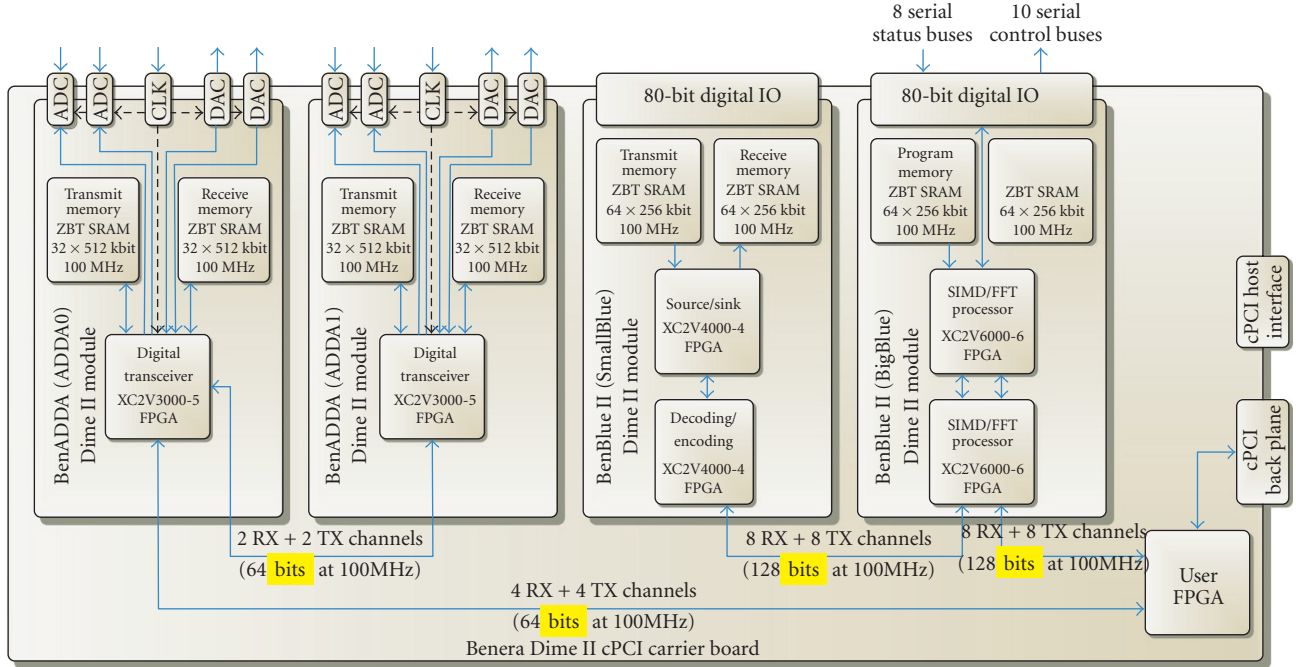 8 serial
status buses
10 serial
control buses
ADC
ADC
CLK
DAC
DAC
ADC
ADC
CLK
DAC
DAC
80-bit digital IO
80-bit digital IO
BenADDA (ADDA0)
Dime II module
Transmit
memory
ZBT SRAM
32 × 512 kbit
100 MHz
Receive
memory
ZBT SRAM
32 × 512 kbit
100 MHz
Digital
transceiver
XC2V3000-5
FPGA
BenADDA (ADDA1)
Dime II module
Transmit
memory
ZBT SRAM
32 × 512 kbit
100 MHz
Receive
memory
ZBT SRAM
32 × 512 kbit
100 MHz
Digital
transceiver
XC2V3000-5
FPGA
BenBlue II (SmallBlue)
Dime II module
Transmit
memory
ZBT SRAM
64 × 256 kbit
100 MHz
Receive
memory
ZBT SRAM
64 × 256 kbit
100 MHz
Source/sink
XC2V4000-4
FPGA
Decoding/
encoding
XC2V4000-4
FPGA
BenBlue II (BigBlue)
Dime II module
Program
memory
ZBT SRAM
64 × 256 kbit
100 MHz
ZBT SRAM
64 × 256 kbit
100 MHz
SIMD/FFT
processor
XC2V6000-6
FPGA
SIMD/FFT
processor
XC2V6000-6
FPGA
cPCI host
interface
cPCI
back plane
2 RX + 2 TX channels
(64 bits at 100MHz)
8 RX + 8 TX channels
(128 bits at 100MHz)
8 RX + 8 TX channels
(128 bits at 100MHz)
4 RX + 4 TX channels
(64 bits at 100MHz)
User
FPGA
Benera Dime II cPCI carrier board